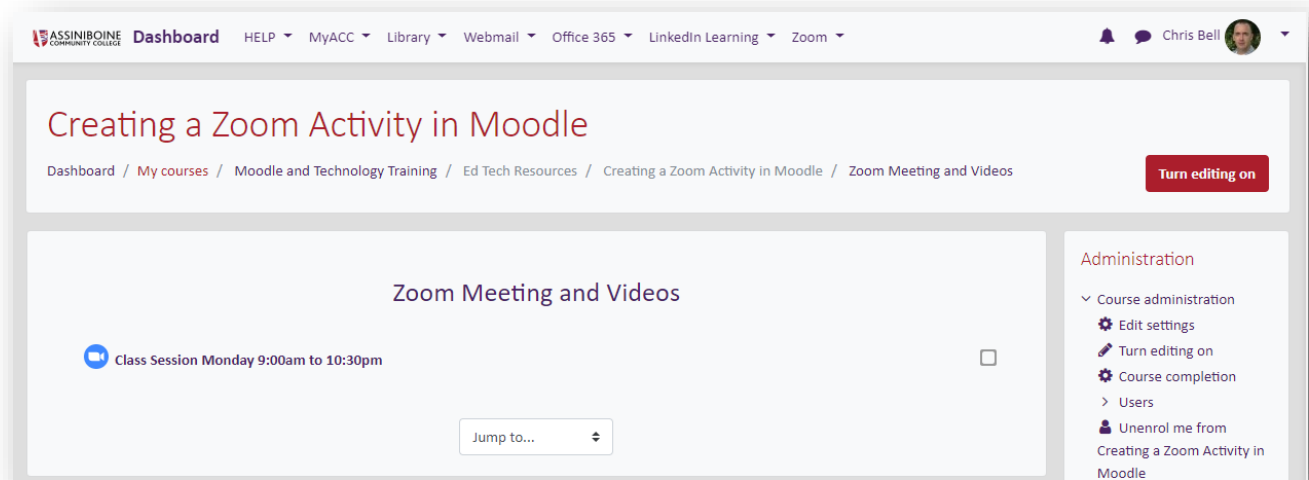 ASSINIBOINE
COMMUNITY COLLEGE
Dashboard HELP MyACC Library Webmail Office 365 LinkedIn Learning Zoom Chris Bell
Creating a Zoom Activity in Moodle
Dashboard / My courses / Moodle and Technology Training / Ed Tech Resources / Creating a Zoom Activity in Moodle / Zoom Meeting and Videos
Turn editing on
Zoom Meeting and Videos
Class Session Monday 9:00am to 10:30pm
Jump to...
Administration
Course administration
Edit settings
Turn editing on
Course completion
Users
Unenrol me from
Creating a Zoom Activity in
Moodle